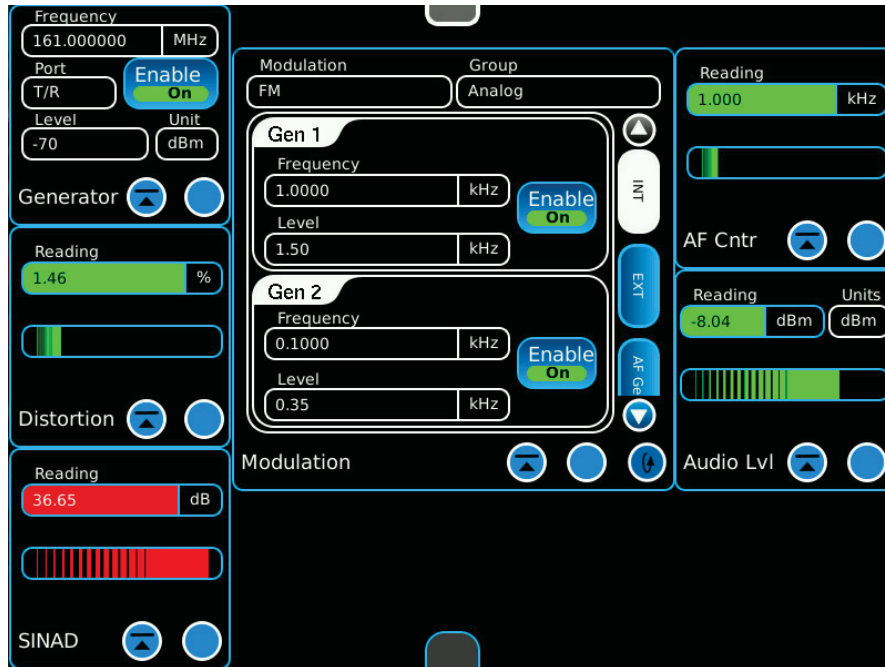 Frequency
161.000000 MHz
Port
T/R
Enable
On
Level Unit
-70 dBm
Generator
Reading
1.46 %
Distortion
Reading
36.65 dB
SINAD
Modulation Group
FM Analog
Gen 1
Frequency
1.0000 kHz
Enable
On
Level
1.50 kHz
Gen 2
Frequency
0.1000 kHz
Enable
On
Level
0.35 kHz
INT
EXT
AF Ge
Modulation
Reading
1.000 kHz
AF Cntr
Reading Units
-8.04 dBm dBm
Audio Lvl